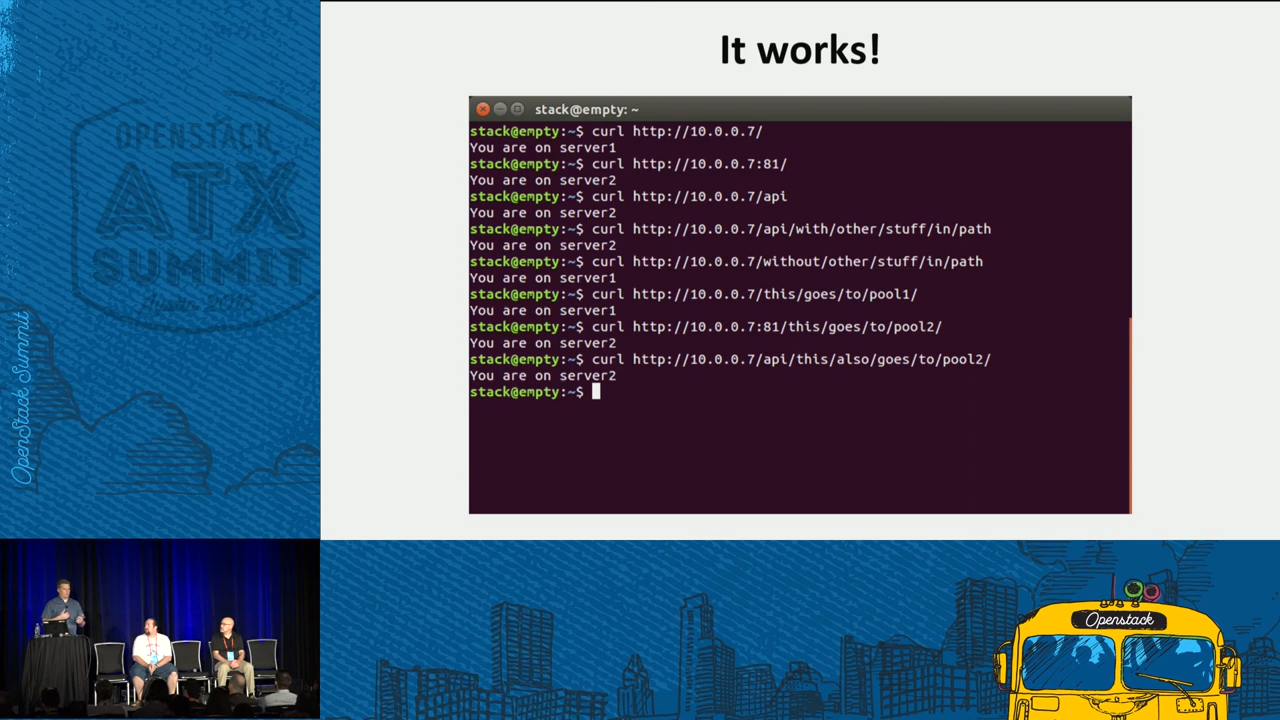 It works!
stack@empty: ~
stack@empty:~$ curl http://10.0.0.7/
You are on server1
stack@empty:~$ curl http://10.0.0.7:81/
You are on server2
stack@empty:~$ curl http://10.0.0.7/api
You are on server2
stack@empty:~$ curl http://10.0.0.7/api/with/other/stuff/in/path
You are on server2
stack@empty:~$ curl http://10.0.0.7/without/other/stuff/in/path
You are on server1
stack@empty:~$ curl http://10.0.0.7/this/goes/to/pool1/
You are on server1
stack@empty:~$ curl http://10.0.0.7:81/this/goes/to/pool2/
You are on server2
stack@empty:~$ curl http://10.0.0.7/api/this/also/goes/to/pool2/
You are on server2
stack@empty:~$
OPENSTACK
ATX
SUMMIT
OpenStack Summit
Openstack